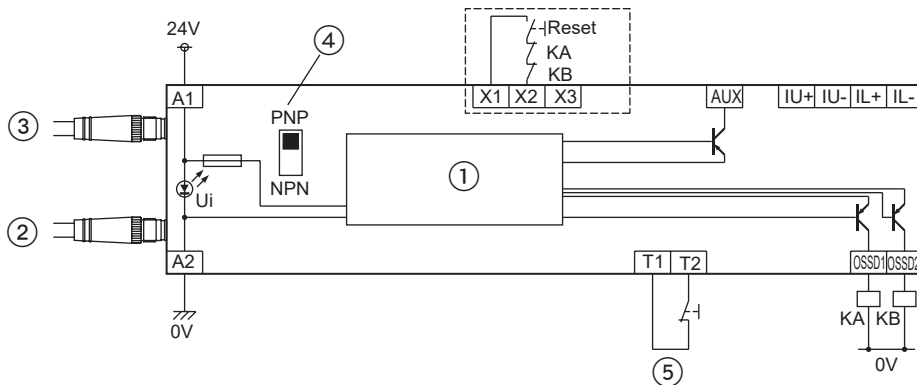 24V
④
Reset
KA
KB
A1
X1 X2 X3
AUX
IU+ IU- IL+ IL-
③
PNP
①
NPN
Ui
②
A2
T1 T2
OSSD1 OSSD2
0V
KA KB
⑤
0V